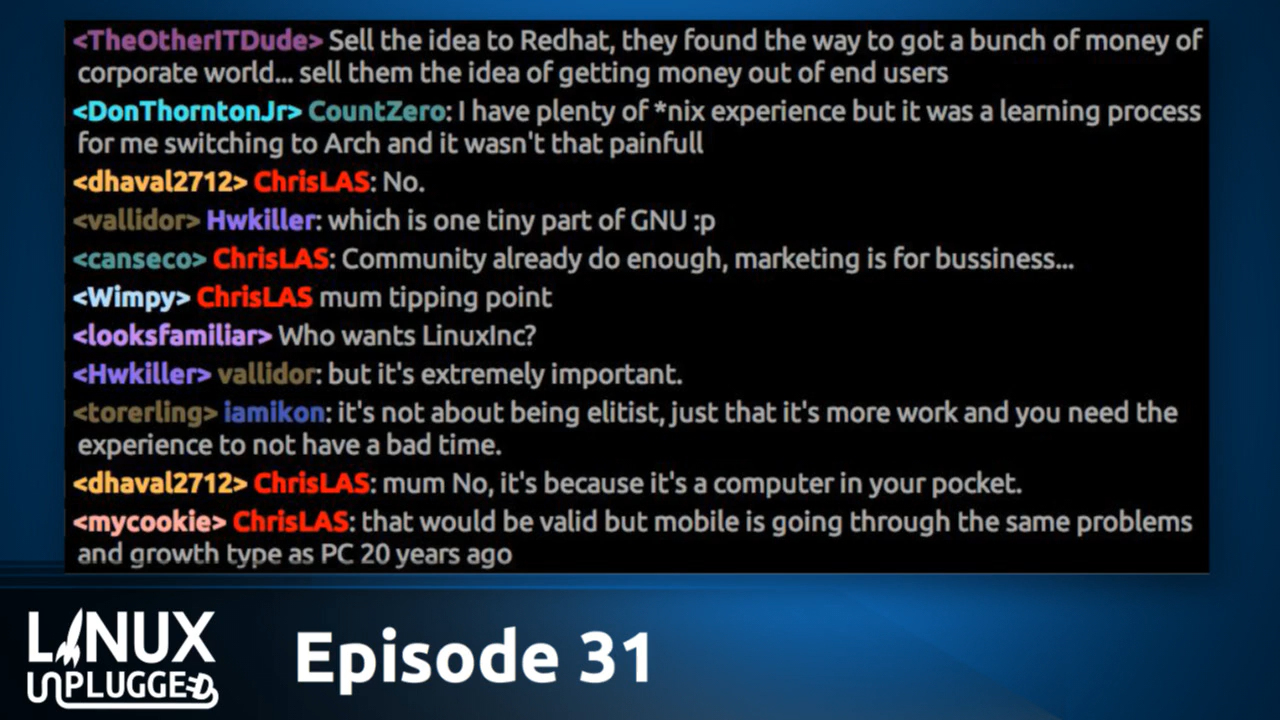 <TheOtherITDude> Sell the idea to Redhat, they found the way to got a bunch of money of
corporate world... sell them the idea of getting money out of end users
<DonThorntonJr> CountZero: I have plenty of *nix experience but it was a learning process
for me switching to Arch and it wasn't that painfull
<dhaval2712> ChrisLAS: No.
<vallidor> Hwkiller: which is one tiny part of GNU :p
<canseco> ChrisLAS: Community already do enough, marketing is for bussiness...
<Wimpy> ChrisLAS mum tipping point
<looksfamiliar> Who wants LinuxInc?
<Hwkiller> vallidor: but it's extremely important.
<torerling> iamikon: it's not about being elitist, just that it's more work and you need the
experience to not have a bad time.
<dhaval2712> ChrisLAS: mum No, it's because it's a computer in your pocket.
<mycookie> ChrisLAS: that would be valid but mobile is going through the same problems
and growth type as PC 20 years ago
LINUX
UNPLUGGED
Episode 31